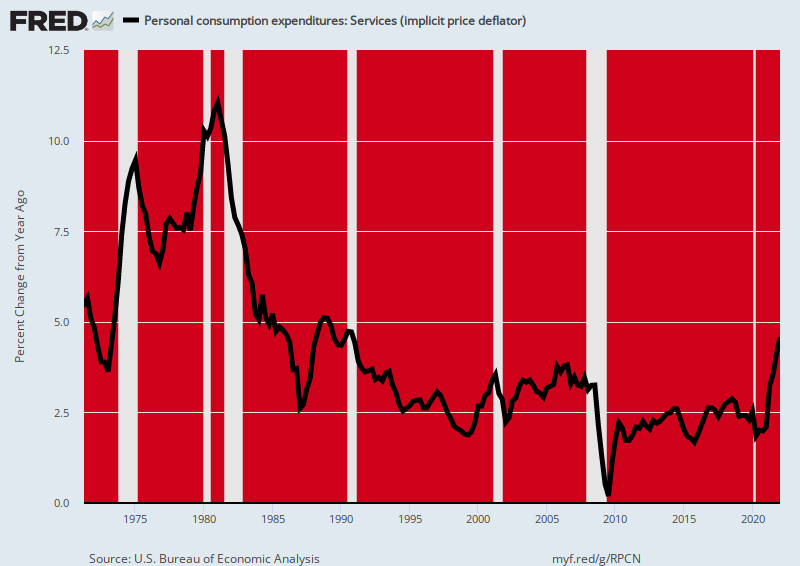 FRED Personal consumption expenditures: Services (implicit price deflator)
Percent Change from Year Ago
12.5
10.0
7.5
5.0
2.5
0.0
1975 1980 1985 1990 1995 2000 2005 2010 2015 2020
Source: U.S. Bureau of Economic Analysis myf.red/g/RPCN